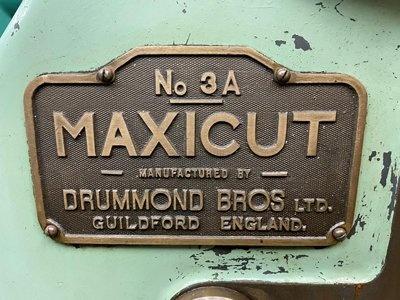 No 3A
MAXICUT
MANUFACTURED BY
DRUMMOND BROS LTD.
GUILDFORD ENGLAND.